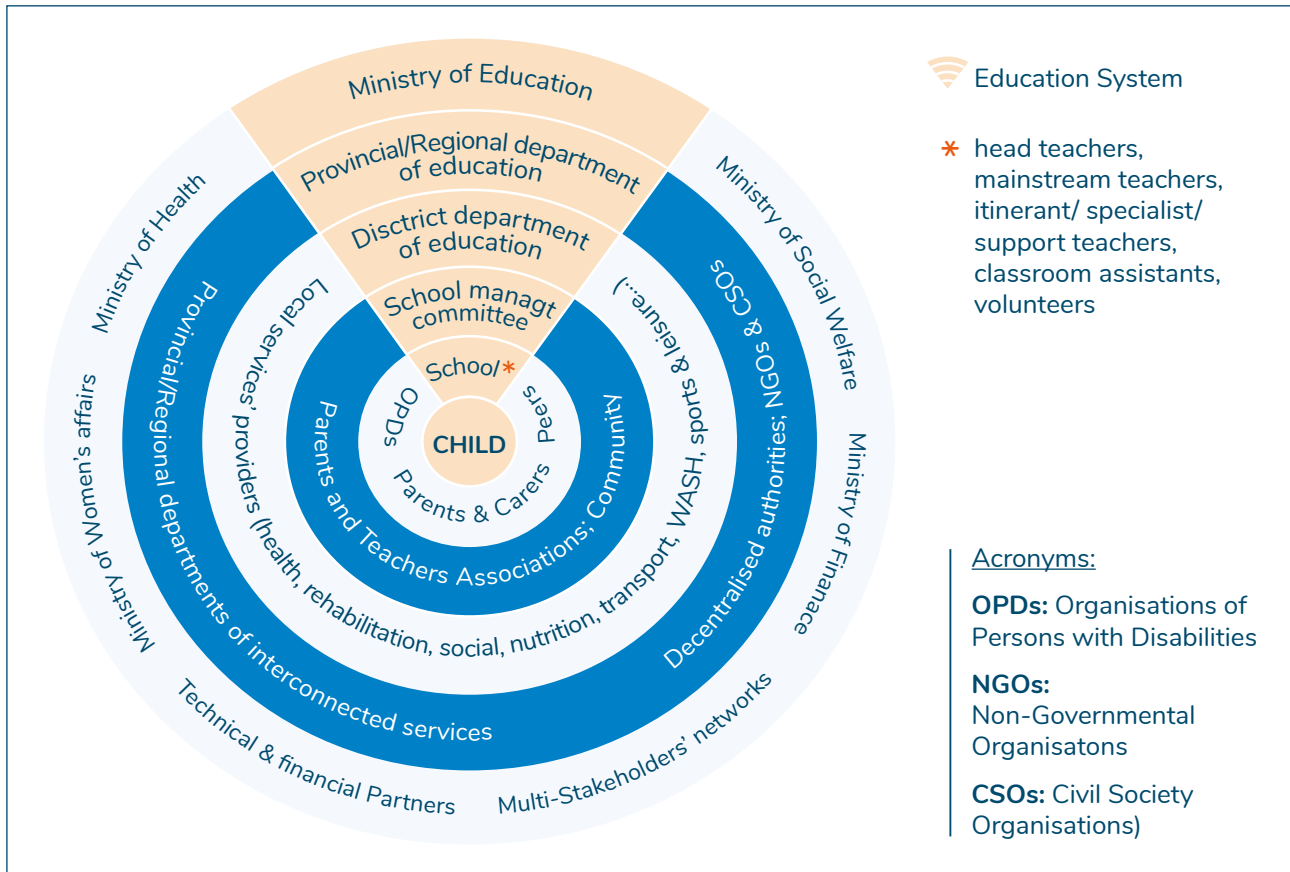 Ministry of Education
Provincial/Regional department
of education
Disctrict department
of education
School managt
committee
School*
CHILD
OPDs
Peers
Parents & Carers
Parents and Teachers Associations; Community
Local services' providers (health, rehabilitation, social, nutrition, transport, WASH, sports & leisure...)
Provincial/Regional departments of interconnected services
Decentralised authorities; NGOs & CSOs
Ministry of Health
Ministry of Women's affairs
Technical & financial Partners
Multi-Stakeholders' networks
Ministry of Finanace
Ministry of Social Welfare
Education System
* head teachers,
mainstream teachers,
itinerant/ specialist/
support teachers,
classroom assistants,
volunteers
Acronyms:
OPDs: Organisations of
Persons with Disabilities
NGOs:
Non-Governmental
Organisatons
CSOs: Civil Society
Organisations)